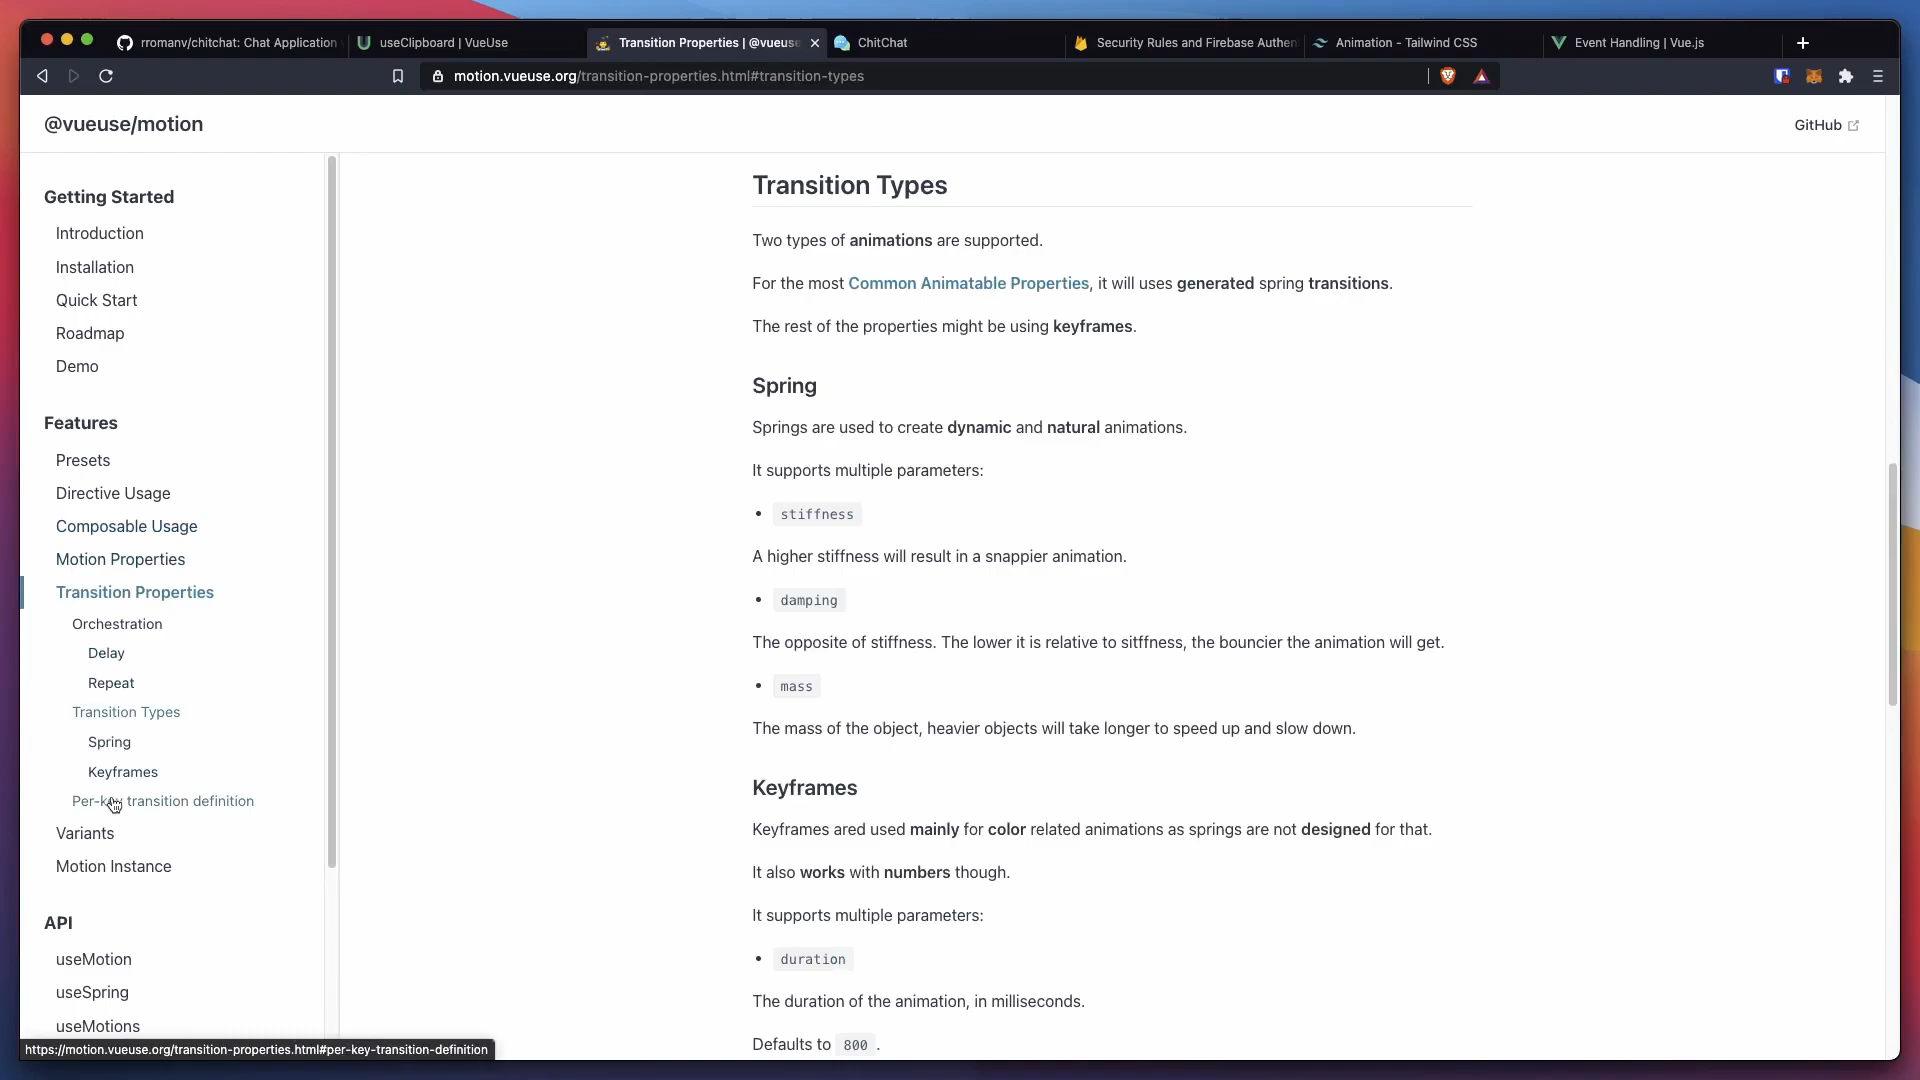 rromanv/chitchat: Chat Application
useClipboard | VueUse
Transition Properties | @vueuse
ChitChat
Security Rules and Firebase Authen
Animation - Tailwind CSS
Event Handling | Vue.js
motion.vueuse.org/transition-properties.html#transition-types
@vueuse/motion
GitHub
Getting Started
Introduction
Installation
Quick Start
Roadmap
Demo
Features
Presets
Directive Usage
Composable Usage
Motion Properties
Transition Properties
Orchestration
Delay
Repeat
Transition Types
Spring
Keyframes
Per-key transition definition
Variants
Motion Instance
API
useMotion
useSpring
useMotions
https://motion.vueuse.org/transition-properties.html#per-key-transition-definition
Transition Types
Two types of animations are supported.
For the most Common Animatable Properties, it will uses generated spring transitions.
The rest of the properties might be using keyframes.
Spring
Springs are used to create dynamic and natural animations.
It supports multiple parameters:
• stiffness
A higher stiffness will result in a snappier animation.
• damping
The opposite of stiffness. The lower it is relative to sitffness, the bouncier the animation will get.
• mass
The mass of the object, heavier objects will take longer to speed up and slow down.
Keyframes
Keyframes ared used mainly for color related animations as springs are not designed for that.
It also works with numbers though.
It supports multiple parameters:
• duration
The duration of the animation, in milliseconds.
Defaults to 800 .